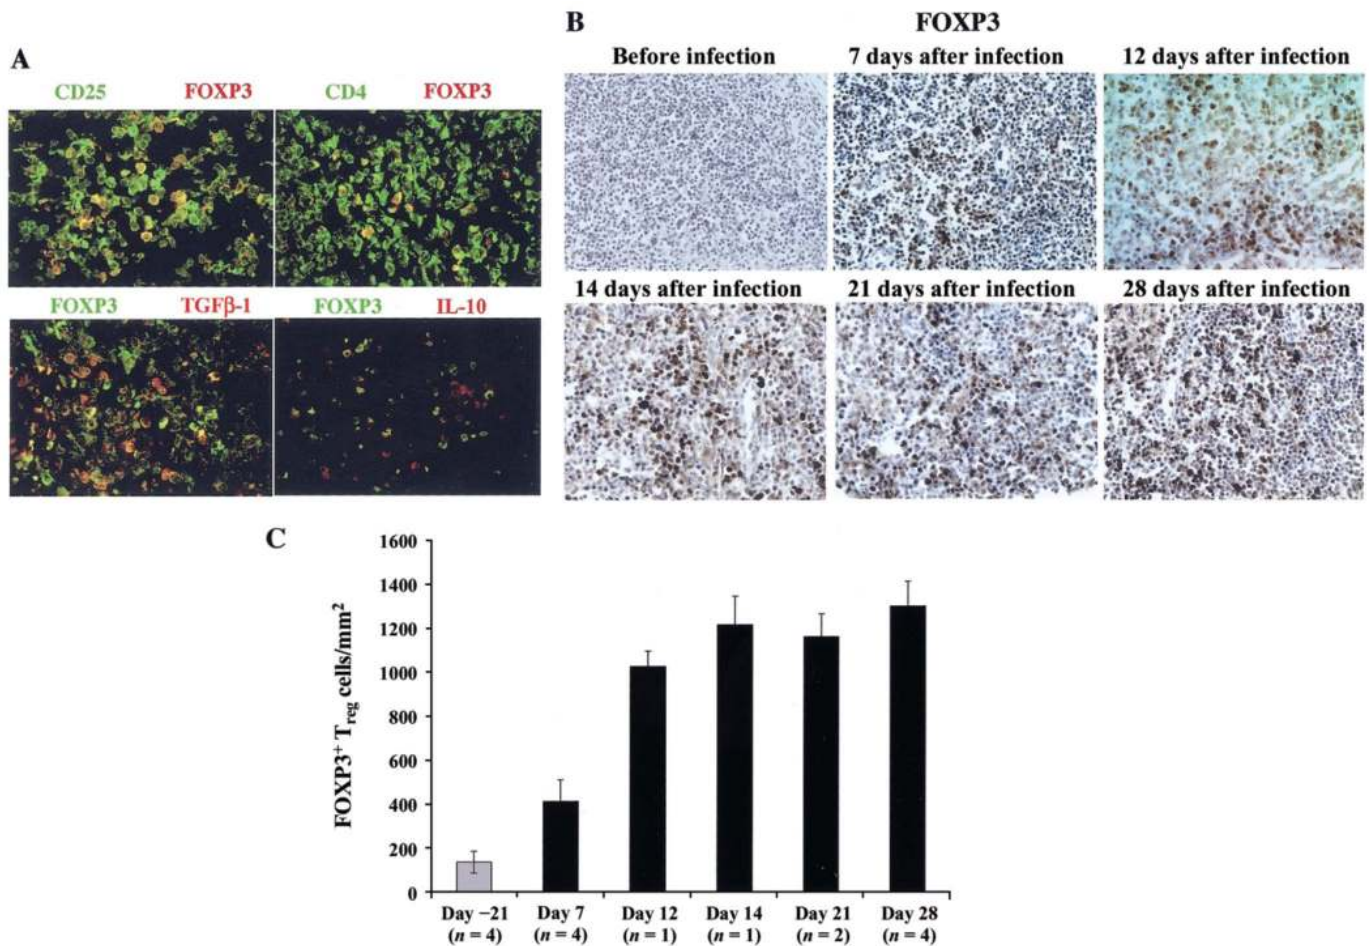 A
CD25 FOXP3 CD4 FOXP3
FOXP3 TGFβ-1 FOXP3 IL-10
B
FOXP3
Before infection 7 days after infection 12 days after infection
14 days after infection 21 days after infection 28 days after infection
C
FOXP3+ Treg cells/mm2
1600
1400
1200
1000
800
600
400
200
0
Day −21 Day 7 Day 12 Day 14 Day 21 Day 28
(n = 4) (n = 4) (n = 1) (n = 1) (n = 2) (n = 4)